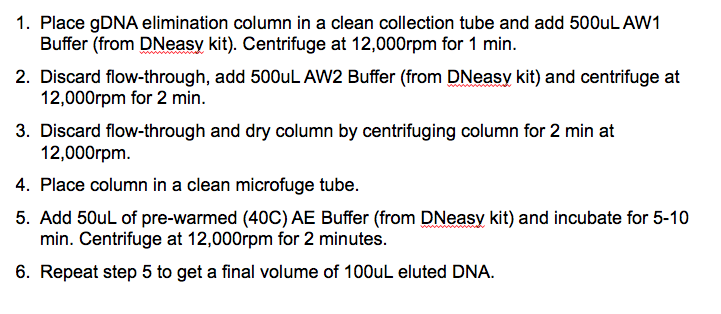 1. Place gDNA elimination column in a clean collection tube and add 500uL AW1
Buffer (from DNeasy kit). Centrifuge at 12,000rpm for 1 min.
2. Discard flow-through, add 500uL AW2 Buffer (from DNeasy kit) and centrifuge at
12,000rpm for 2 min.
3. Discard flow-through and dry column by centrifuging column for 2 min at
12,000rpm.
4. Place column in a clean microfuge tube.
5. Add 50uL of pre-warmed (40C) AE Buffer (from DNeasy kit) and incubate for 5-10
min. Centrifuge at 12,000rpm for 2 minutes.
6. Repeat step 5 to get a final volume of 100uL eluted DNA.